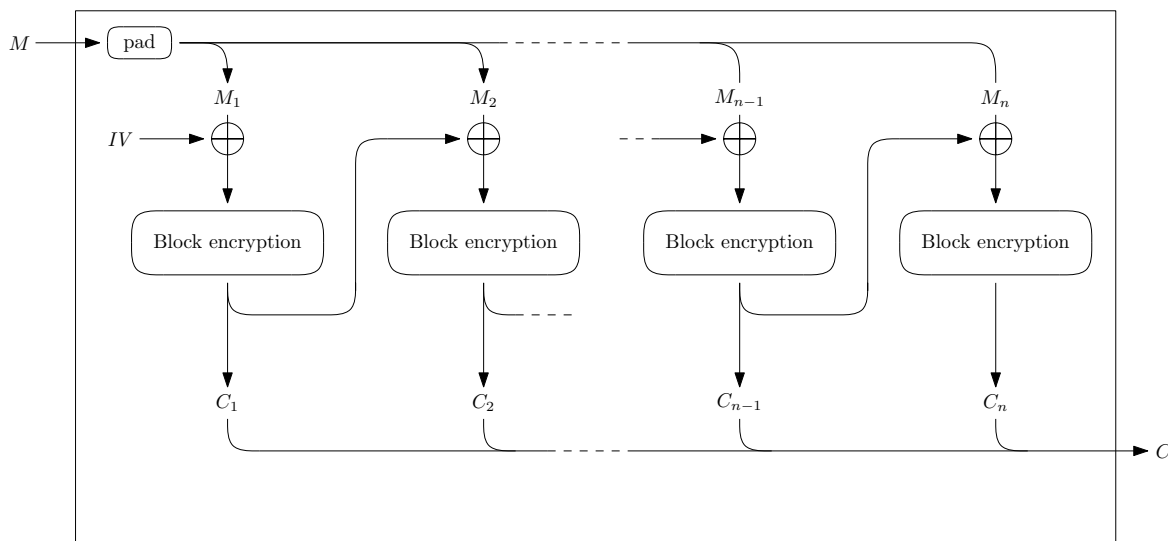 M pad
M₁ M₂ Mₙ₋₁ Mₙ
IV
Block encryption Block encryption Block encryption Block encryption
C₁ C₂ Cₙ₋₁ Cₙ
C